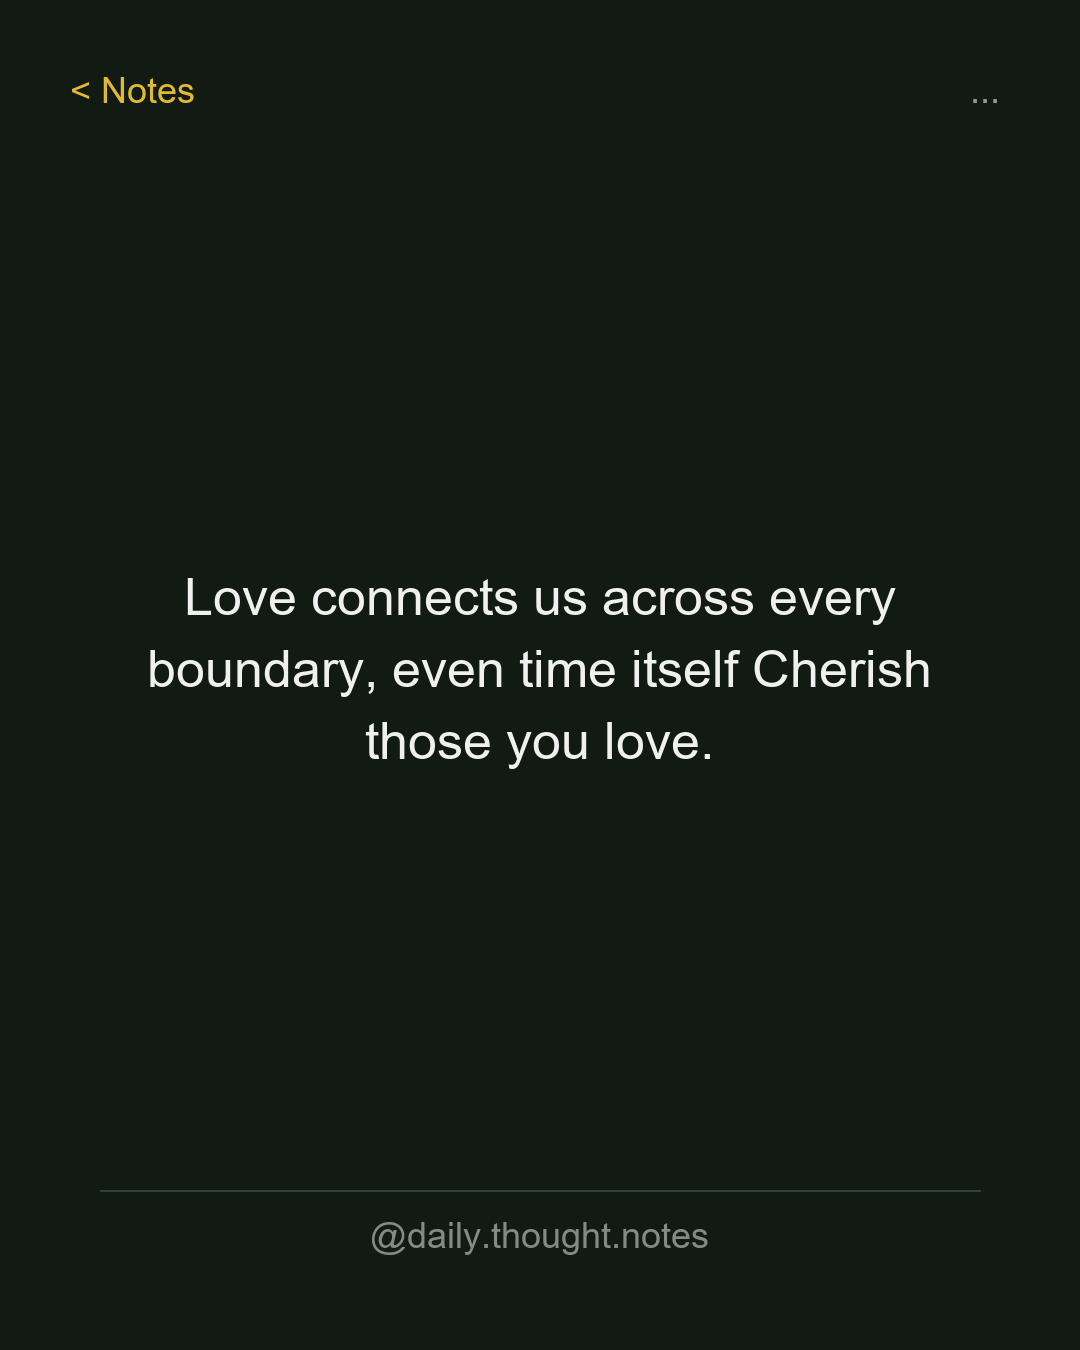 < Notes
...
Love connects us across every
boundary, even time itself Cherish
those you love.
@daily.thought.notes